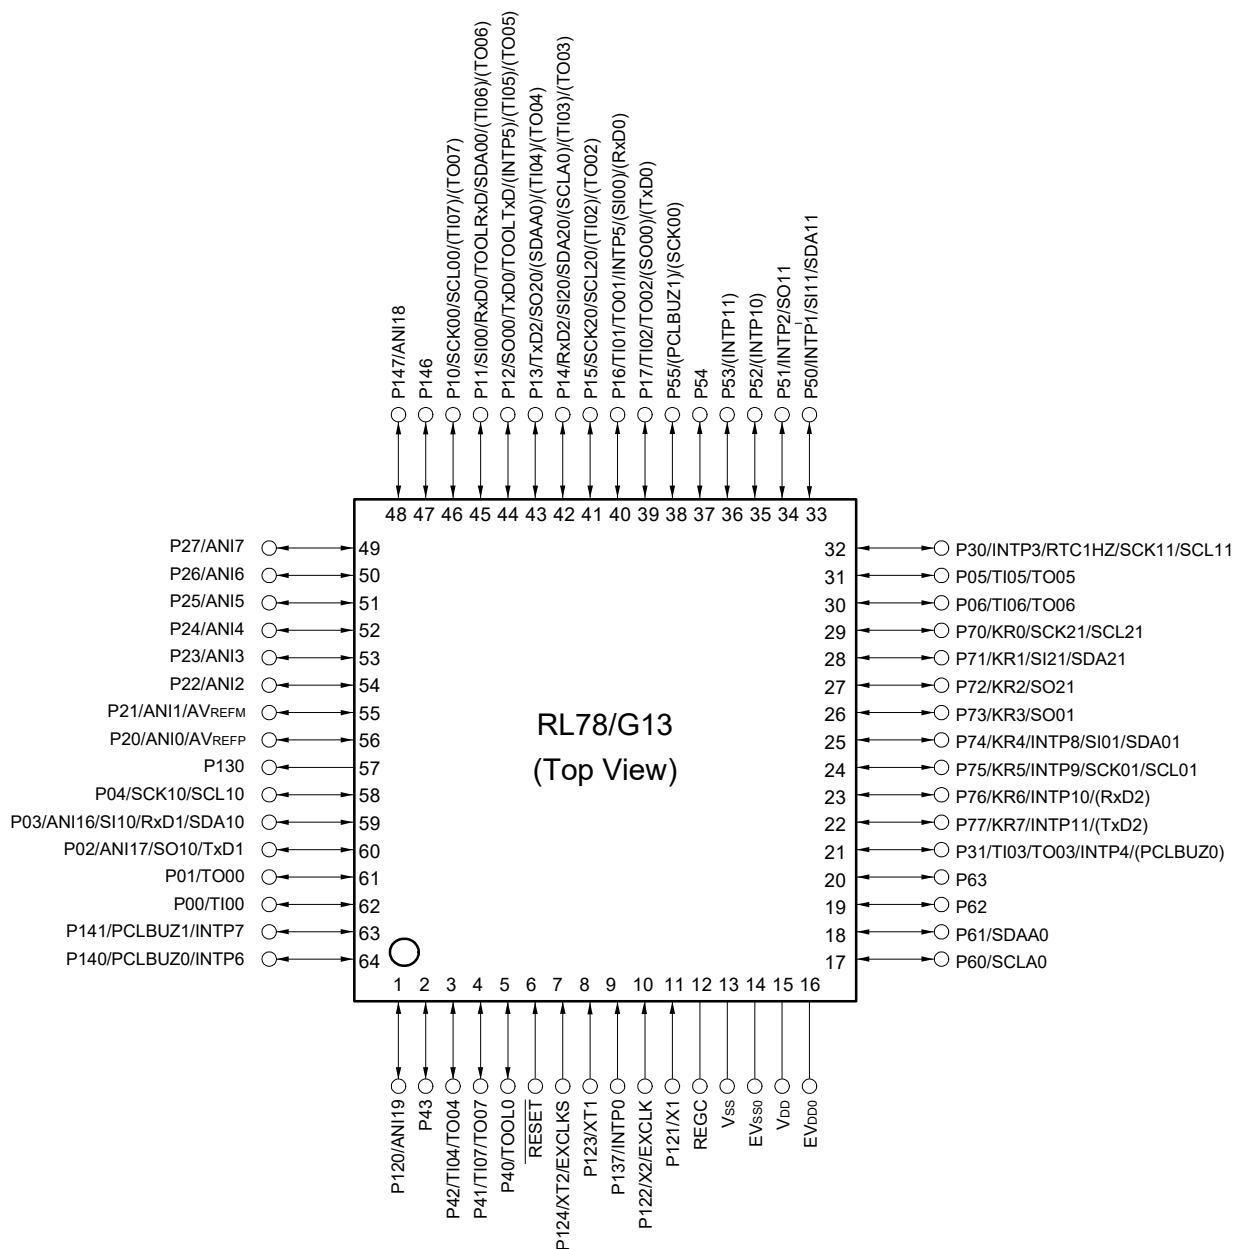 P147/ANI18
P146
P10/SCK00/SCL00/(TI07)/(TO07)
P11/SI00/RxD0/TOOLRxD/SDA00/(TI06)/(TO06)
P12/SO00/TxD0/TOOLTxD/(INTP5)/(TI05)/(TO05)
P13/TxD2/SO20/(SDAA0)/(TI04)/(TO04)
P14/RxD2/SI20/SDA20/(SCLA0)/(TI03)/(TO03)
P15/SCK20/SCL20/(TI02)/(TO02)
P16/TI01/TO01/INTP5/(SI00)/(RxD0)
P17/TI02/TO02/(SO00)/(TxD0)
P55/(PCLBUZ1)/(SCK00)
P54
P53/(INTP11)
P52/(INTP10)
P51/INTP2/SO11
P50/INTP1/SI11/SDA11
48 47 46 45 44 43 42 41 40 39 38 37 36 35 34 33
P27/ANI7 49
P26/ANI6 50
P25/ANI5 51
P24/ANI4 52
P23/ANI3 53
P22/ANI2 54
P21/ANI1/AVREFM 55
P20/ANI0/AVREFP 56
P130 57
P04/SCK10/SCL10 58
P03/ANI16/SI10/RxD1/SDA10 59
P02/ANI17/SO10/TxD1 60
P01/TO00 61
P00/TI00 62
P141/PCLBUZ1/INTP7 63
P140/PCLBUZ0/INTP6 64
RL78/G13
(Top View)
32 P30/INTP3/RTC1HZ/SCK11/SCL11
31 P05/TI05/TO05
30 P06/TI06/TO06
29 P70/KR0/SCK21/SCL21
28 P71/KR1/SI21/SDA21
27 P72/KR2/SO21
26 P73/KR3/SO01
25 P74/KR4/INTP8/SI01/SDA01
24 P75/KR5/INTP9/SCK01/SCL01
23 P76/KR6/INTP10/(RxD2)
22 P77/KR7/INTP11/(TxD2)
21 P31/TI03/TO03/INTP4/(PCLBUZ0)
20 P63
19 P62
18 P61/SDAA0
17 P60/SCLA0
1 2 3 4 5 6 7 8 9 10 11 12 13 14 15 16
P120/ANI19
P43
P42/TI04/TO04
P41/TI07/TO07
P40/TOOL0
RESET
P124/XT2/EXCLKS
P123/XT1
P137/INTP0
P122/X2/EXCLK
P121/X1
REGC
VSS
EVSS0
VDD
EVDD0